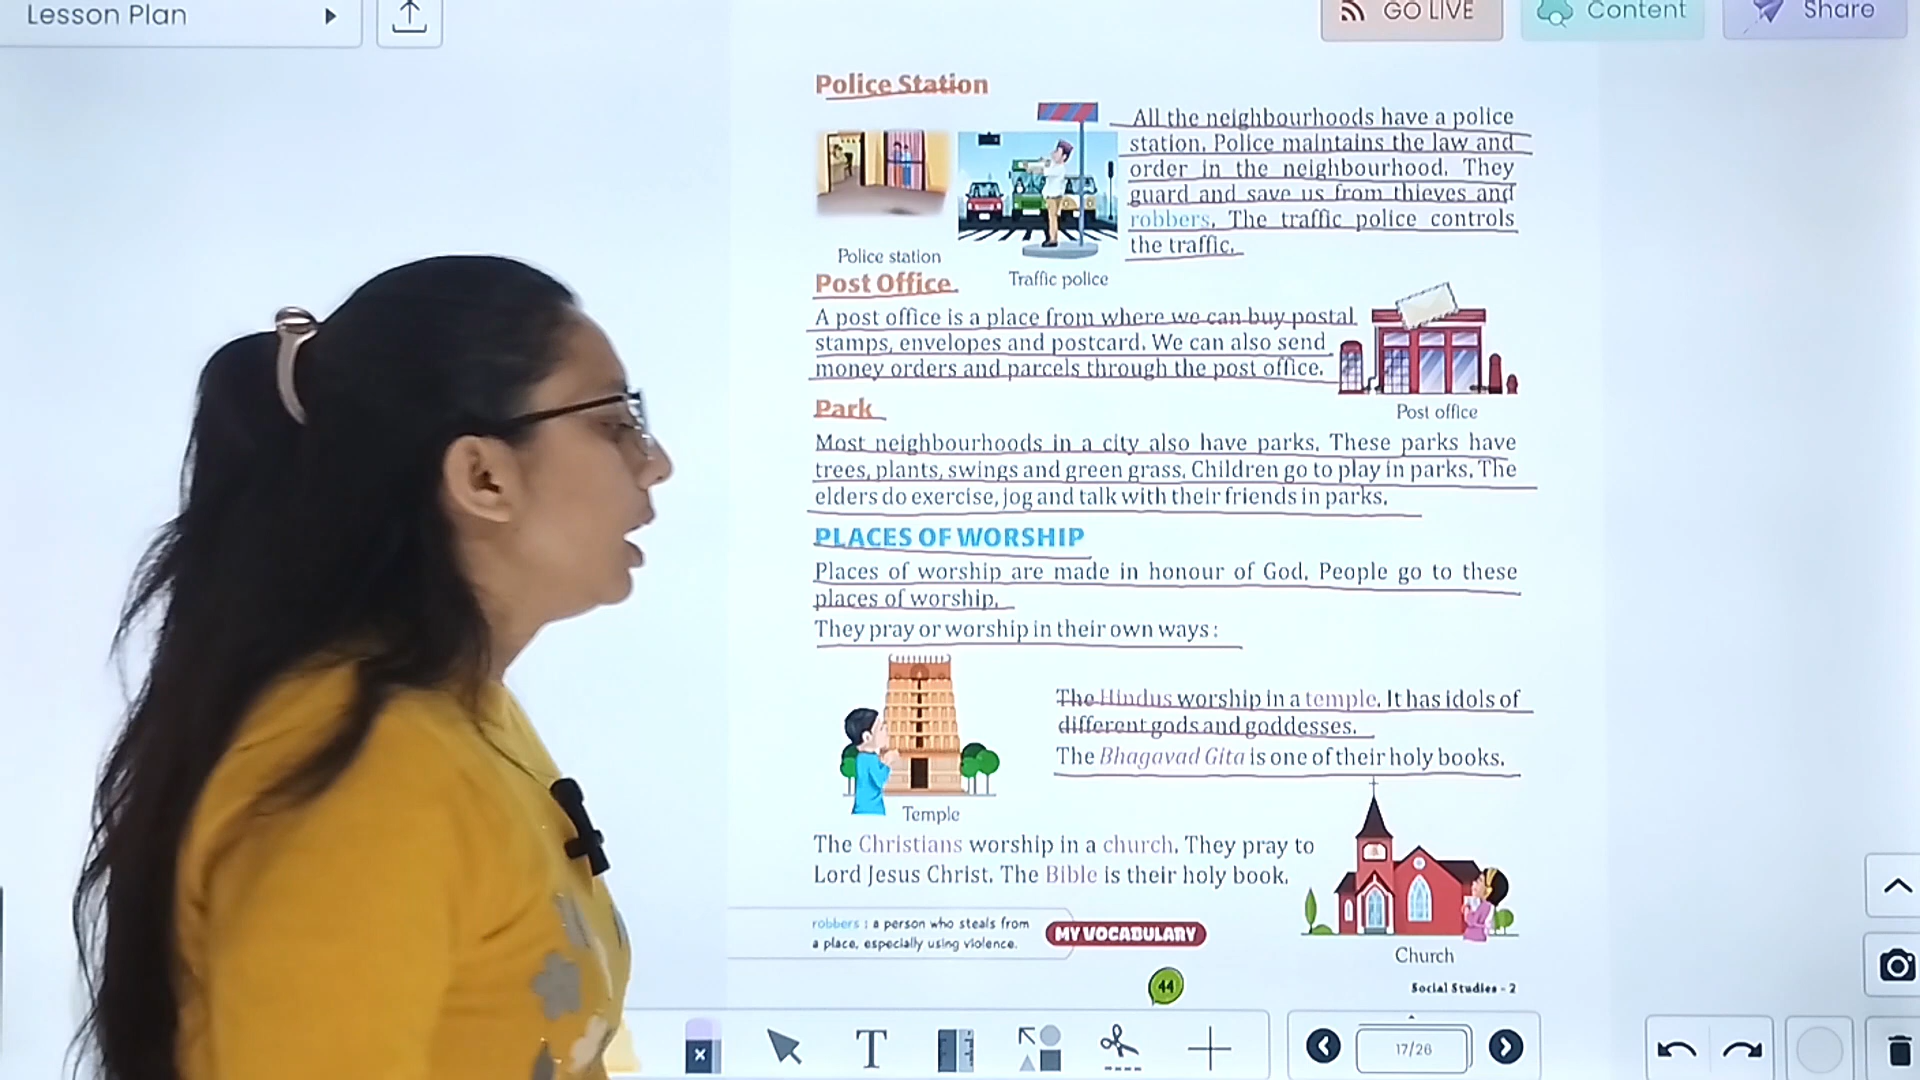 Lesson Plan
GO LIVE
Content
Share
Police Station
All the neighbourhoods have a police
station. Police maintains the law and
order in the neighbourhood. They
guard and save us from thieves and
robbers. The traffic police controls
the traffic.
Police station
Traffic police
Post Office
A post office is a place from where we can buy postal
stamps, envelopes and postcard. We can also send
money orders and parcels through the post office.
Post office
Park
Most neighbourhoods in a city also have parks. These parks have
trees, plants, swings and green grass. Children go to play in parks. The
elders do exercise, jog and talk with their friends in parks.
PLACES OF WORSHIP
Places of worship are made in honour of God. People go to these
places of worship.
They pray or worship in their own ways :
The Hindus worship in a temple. It has idols of
different gods and goddesses.
The Bhagavad Gita is one of their holy books.
Temple
The Christians worship in a church. They pray to
Lord Jesus Christ. The Bible is their holy book.
Church
robbers : a person who steals from
a place, especially using violence.
MY VOCABULARY
44
Social Studies - 2
T
17/26